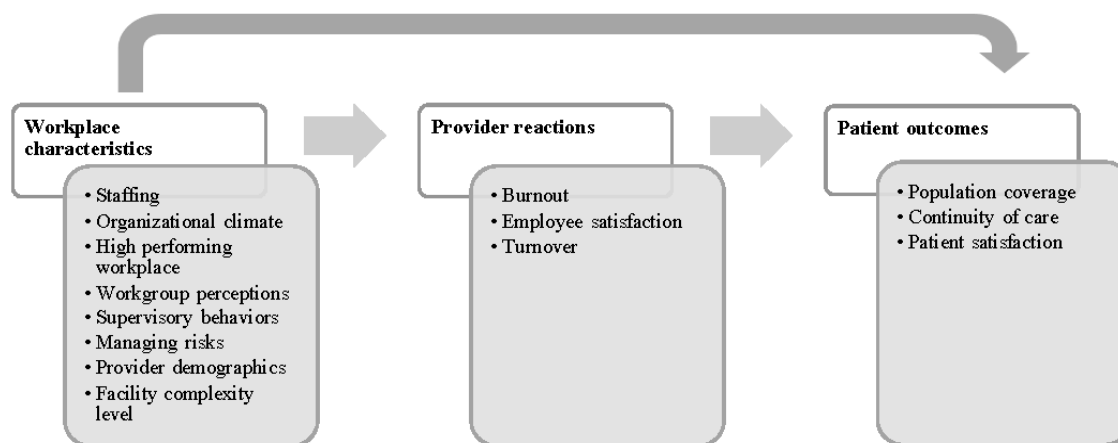 Workplace
characteristics
• Staffing
• Organizational climate
• High performing
workplace
• Workgroup perceptions
• Supervisory behaviors
• Managing risks
• Provider demographics
• Facility complexity
level
Provider reactions
• Burnout
• Employee satisfaction
• Turnover
Patient outcomes
• Population coverage
• Continuity of care
• Patient satisfaction